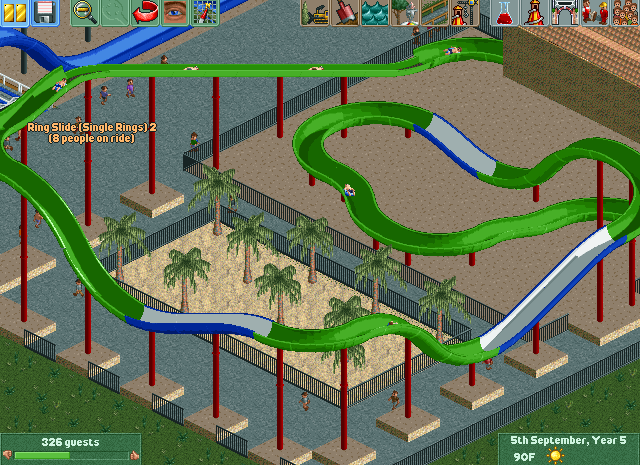 Ring Slide (Single Rings) 2
(8 people on ride)
326 guests
5th September, Year 5
90F